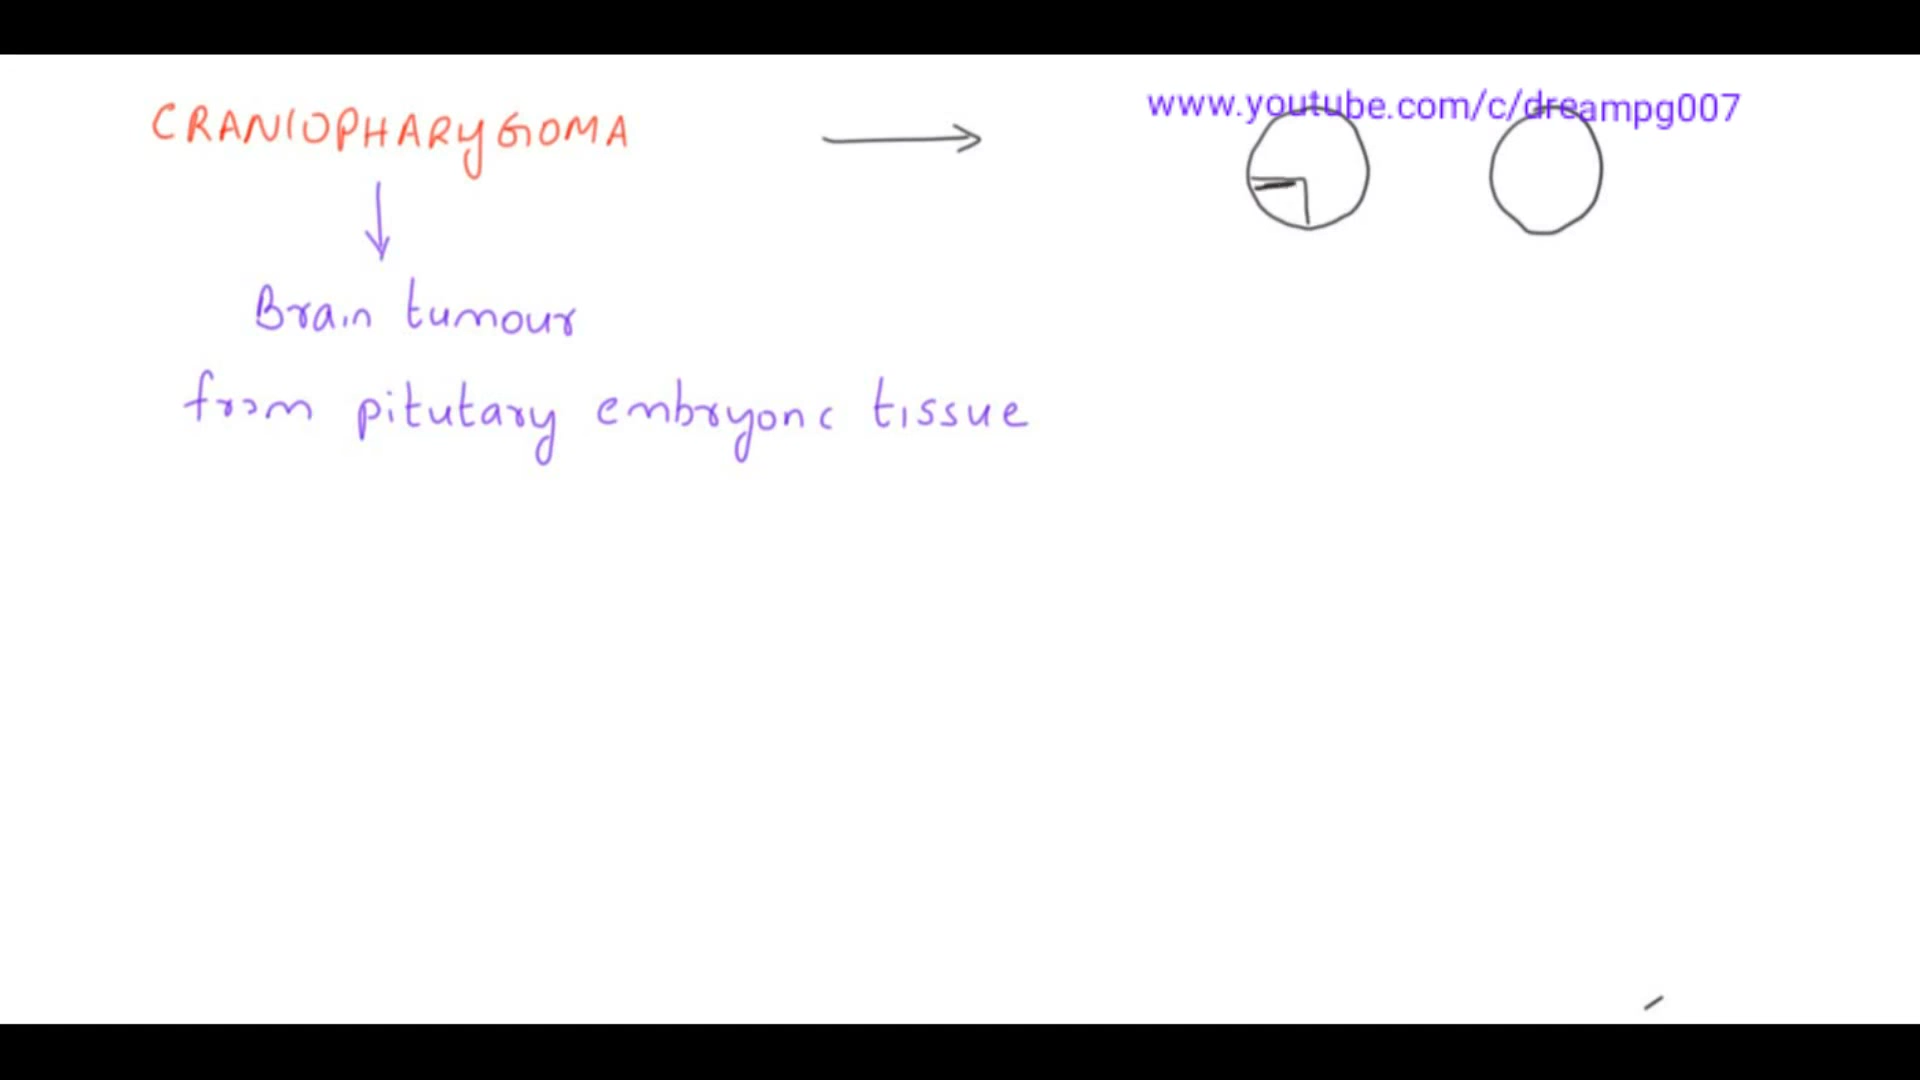 CRANIOPHARYGIOMA
www.youtube.com/c/dreampg007
Brain tumour
from pitutary embryonc tissue